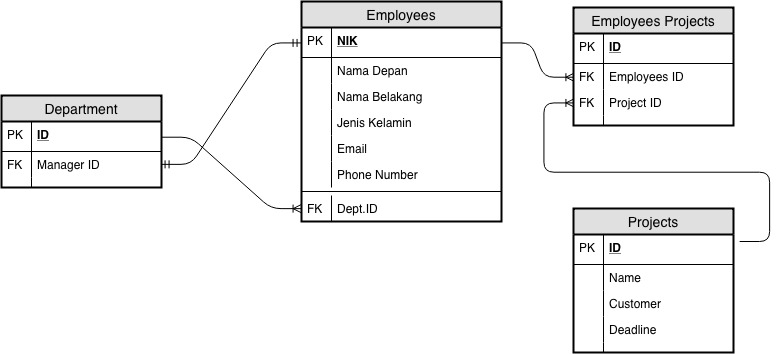 Department
PK ID
FK Manager ID
Employees
PK NIK
Nama Depan
Nama Belakang
Jenis Kelamin
Email
Phone Number
FK Dept.ID
Employees Projects
PK ID
FK Employees ID
FK Project ID
Projects
PK ID
Name
Customer
Deadline